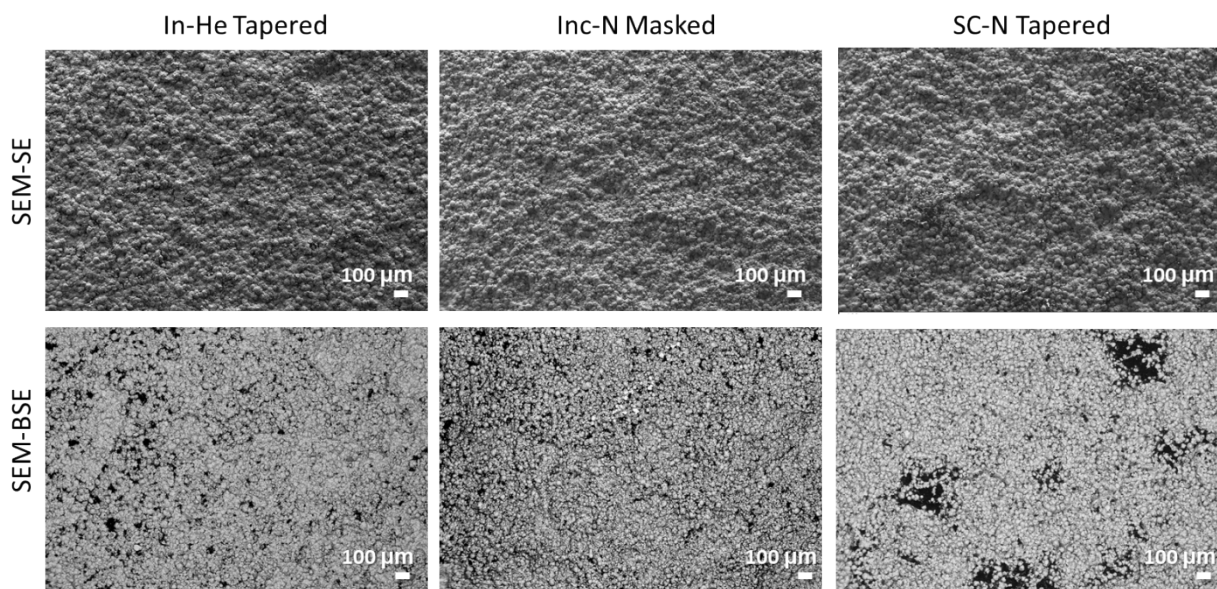 In-He Tapered
Inc-N Masked
SC-N Tapered
SEM-SE
100 µm
100 µm
100 µm
SEM-BSE
100 µm
100 µm
100 µm